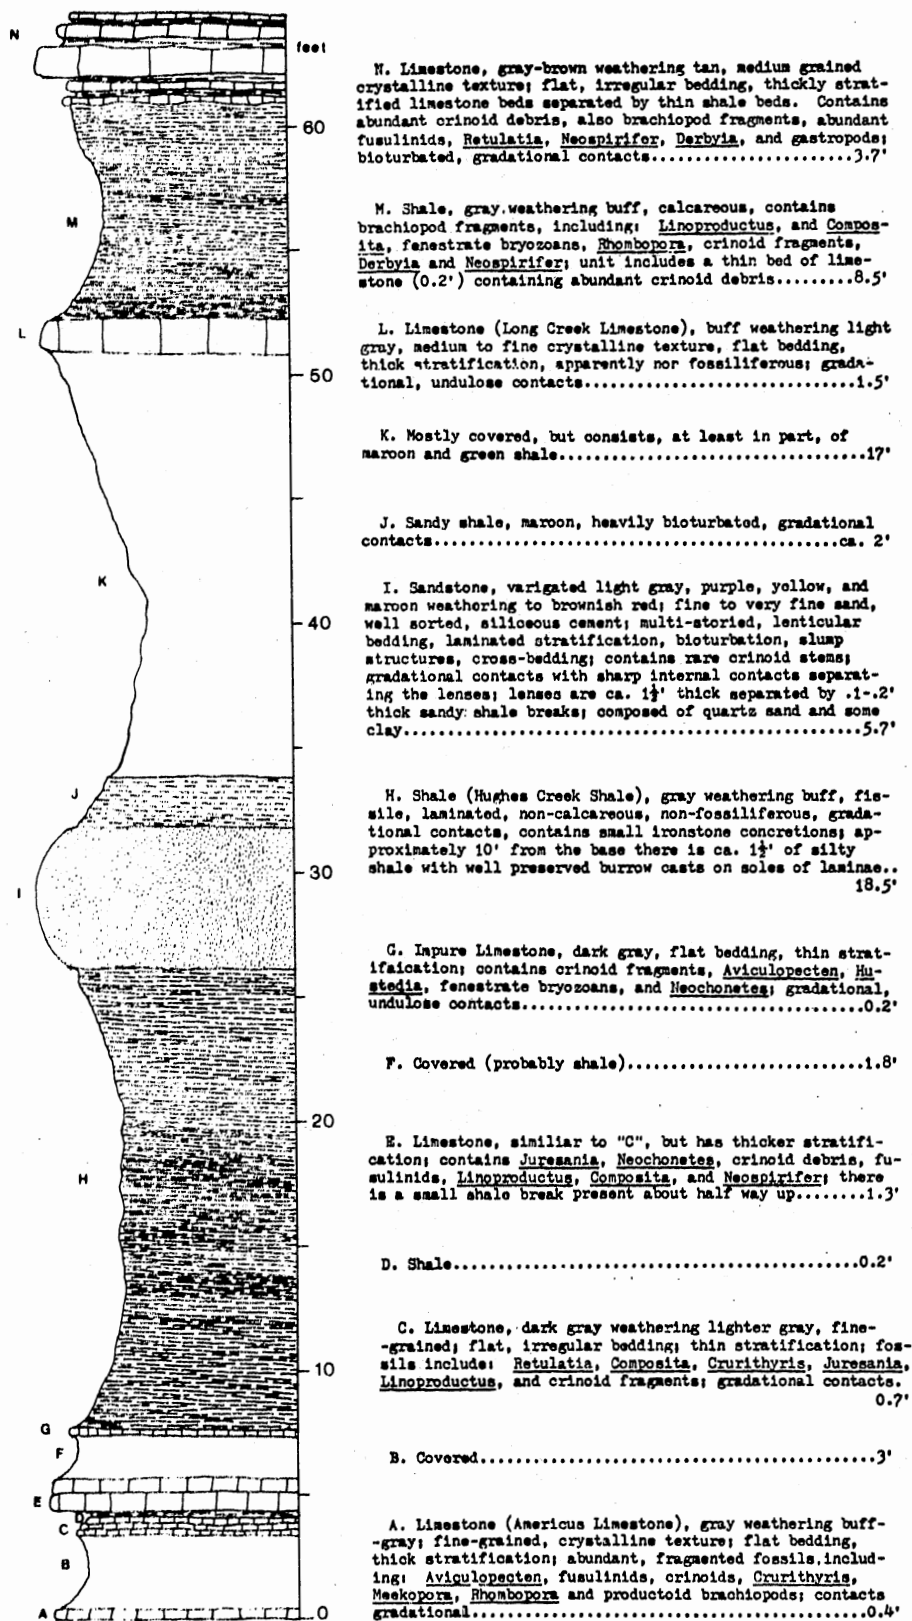 N
feet
60
M
L
50
K
40
J
I
30
H
20
10
G
F
E
D
C
B
A
0
N. Limestone, gray-brown weathering tan, medium grained
crystalline texture; flat, irregular bedding, thickly strat-
ified limestone beds separated by thin shale beds. Contains
abundant crinoid debris, also brachiopod fragments, abundant
fusulinids, Retulatia, Neospirifer, Derbyia, and gastropods;
bioturbated, gradational contacts.......................3.7'
M. Shale, gray weathering buff, calcareous, contains
brachiopod fragments, including: Linoproductus, and Compos-
ita, fenestrate bryozoans, Rhombopora, crinoid fragments,
Derbyia and Neospirifer; unit includes a thin bed of lime-
stone (0.2') containing abundant crinoid debris.........8.5'
L. Limestone (Long Creek Limestone), buff weathering light
gray, medium to fine crystalline texture, flat bedding,
thick stratification, apparently nor fossiliferous; grada-
tional, undulose contacts...............................1.5'
K. Mostly covered, but consists, at least in part, of
maroon and green shale..................................17'
J. Sandy shale, maroon, heavily bioturbated, gradational
contacts..............................................ca. 2'
I. Sandstone, varigated light gray, purple, yellow, and
maroon weathering to brownish red; fine to very fine sand,
well sorted, siliceous cement; multi-storied, lenticular
bedding, laminated stratification, bioturbation, slump
structures, cross-bedding; contains rare crinoid stems;
gradational contacts with sharp internal contacts separat-
ing the lenses; lenses are ca. 1½' thick separated by .1-.2'
thick sandy shale breaks; composed of quartz sand and some
clay....................................................5.7'
H. Shale (Hughes Creek Shale), gray weathering buff, fis-
sile, laminated, non-calcareous, non-fossiliferous, grada-
tional contacts, contains small ironstone concretions; ap-
proximately 10' from the base there is ca. 1½' of silty
shale with well preserved burrow casts on soles of laminae..
18.5'
G. Impure Limestone, dark gray, flat bedding, thin strat-
ifaication; contains crinoid fragments, Aviculopecten, Hu-
stedia, fenestrate bryozoans, and Neochonetes; gradational,
undulose contacts.......................................0.2'
F. Covered (probably shale)...........................1.8'
E. Limestone, similiar to "C", but has thicker stratifi-
cation; contains Juresania, Neochonetes, crinoid debris, fu-
sulinids, Linoproductus, Composita, and Neospirifer; there
is a small shale break present about half way up........1.3'
D. Shale..............................................0.2'
C. Limestone, dark gray weathering lighter gray, fine-
-grained; flat, irregular bedding; thin stratification; fos-
sils include: Retulatia, Composita, Crurithyris, Juresania,
Linoproductus, and crinoid fragments; gradational contacts.
0.7'
B. Covered.............................................3'
A. Limestone (Americus Limestone), gray weathering buff-
-gray; fine-grained, crystalline texture; flat bedding,
thick stratification; abundant, fragmented fossils, includ-
ing: Aviculopecten, fusulinids, crinoids, Crurithyris,
Meekopora, Rhombopora and productoid brachiopods; contacts
gradational.............................................0.4'